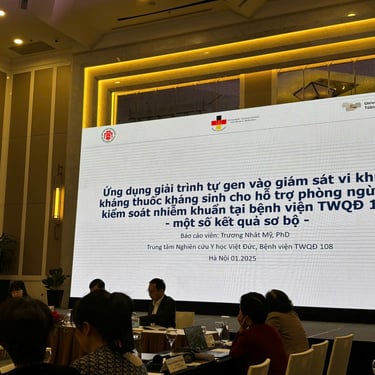 Ứng dụng giải trình tự gen vào giám sát vi kh
kháng thuốc kháng sinh cho hỗ trợ phòng ngừ
kiểm soát nhiễm khuẩn tại bệnh viện TWQĐ 1
- một số kết quả sơ bộ -
Báo cáo viên: Trương Nhất Mỹ, PhD
Trung tâm Nghiên cứu Y học Việt Đức, Bệnh viện TWQĐ 108
Hà Nội 01.2025